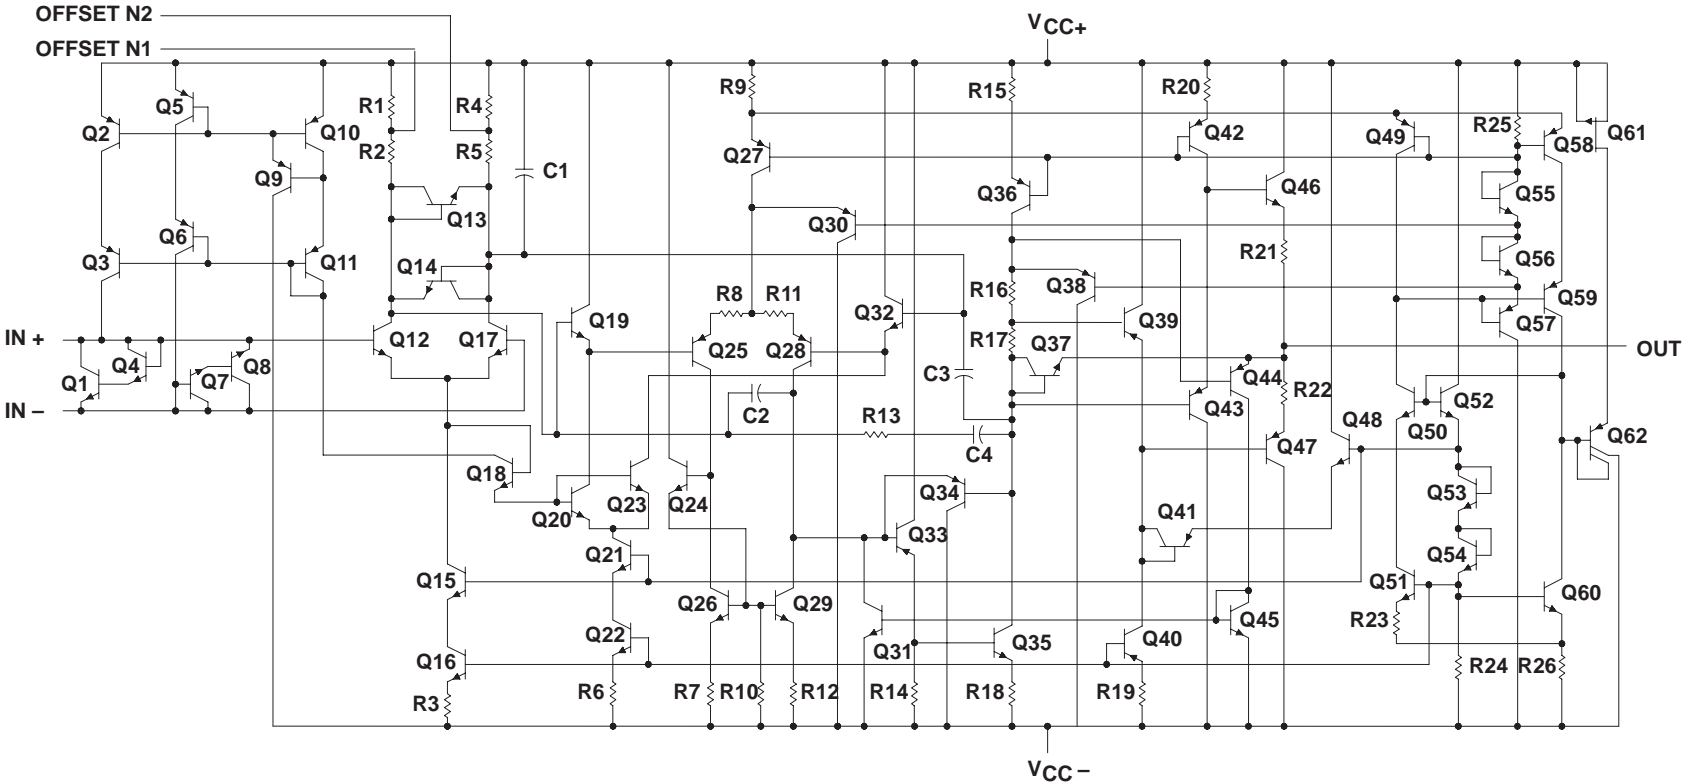 OFFSET N2
OFFSET N1
VCC+
R9
R15
R20
Q5
R1
R4
Q2
Q10
Q42
Q49
R25
Q58
Q61
R2
R5
Q27
Q9
C1
Q36
Q46
Q55
Q13
Q30
Q6
R21
Q3
Q11
Q14
Q56
Q38
R16
R8
R11
Q59
Q32
Q19
Q39
Q57
IN +
Q12
Q17
R17
Q37
OUT
Q25
Q28
Q4
Q8
C3
Q44
Q1
Q7
R22
IN –
C2
R13
Q43
Q52
Q48
Q50
Q62
C4
Q47
Q18
Q34
Q53
Q23
Q24
Q20
Q41
Q33
Q21
Q54
Q15
Q51
Q26
Q29
Q60
R23
Q45
Q22
Q31
Q35
Q40
Q16
R24
R26
R6
R7
R10
R12
R14
R18
R19
R3
VCC –